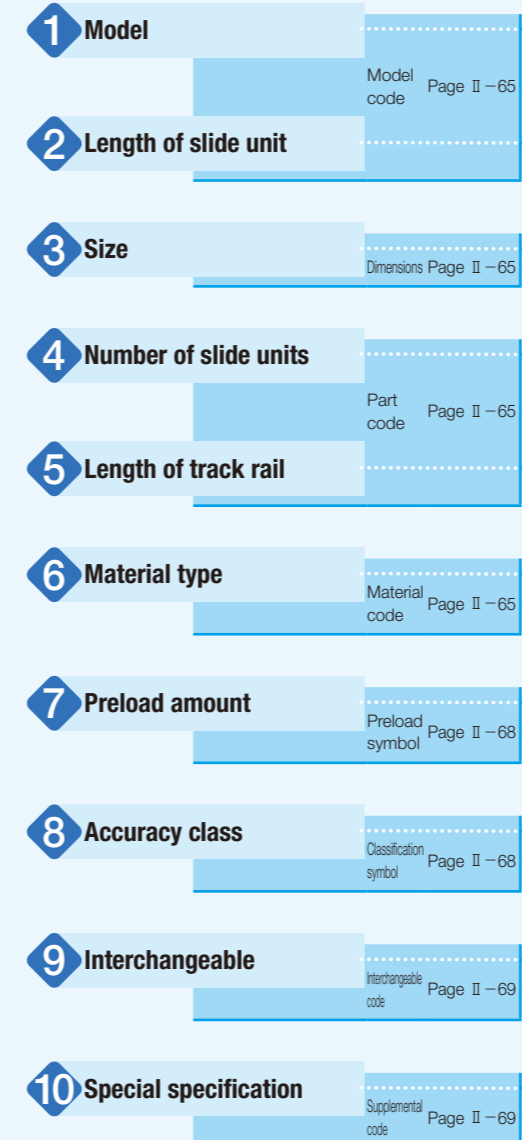 1 Model
Model
code Page Ⅱ－65
2 Length of slide unit
3 Size
Dimensions Page Ⅱ－65
4 Number of slide units
Part
code Page Ⅱ－65
5 Length of track rail
6 Material type
Material
code Page Ⅱ－65
7 Preload amount
Preload
symbol Page Ⅱ－68
8 Accuracy class
Classification
symbol Page Ⅱ－68
9 Interchangeable
Interchangeable
code Page Ⅱ－69
10 Special specification
Supplemental
code Page Ⅱ－69